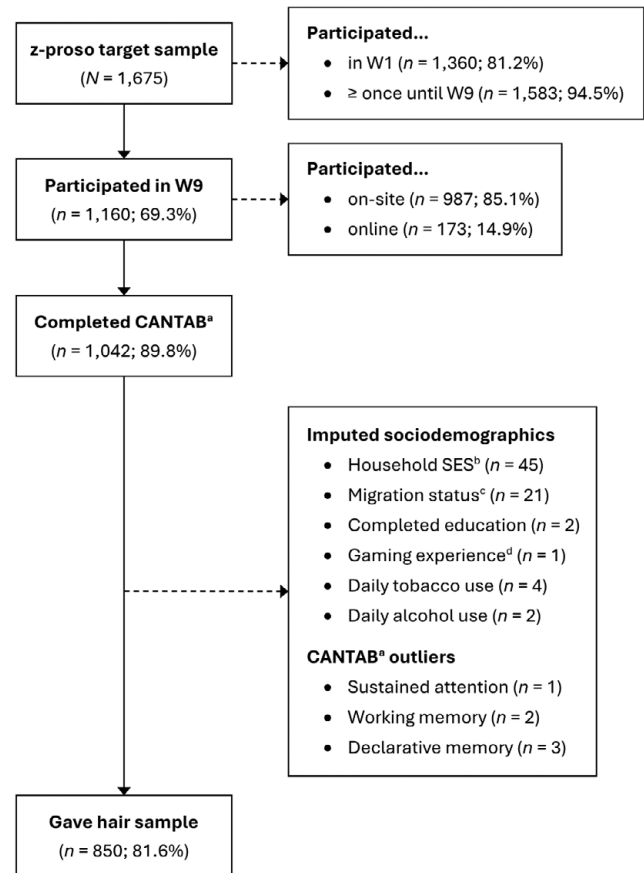 z-proso target sample
(N = 1,675)
Participated...
• in W1 (n = 1,360; 81.2%)
• ≥ once until W9 (n = 1,583; 94.5%)
Participated in W9
(n = 1,160; 69.3%)
Participated...
• on-site (n = 987; 85.1%)
• online (n = 173; 14.9%)
Completed CANTABᵃ
(n = 1,042; 89.8%)
Imputed sociodemographics
• Household SESᵇ (n = 45)
• Migration statusᶜ (n = 21)
• Completed education (n = 2)
• Gaming experienceᵈ (n = 1)
• Daily tobacco use (n = 4)
• Daily alcohol use (n = 2)
CANTABᵃ outliers
• Sustained attention (n = 1)
• Working memory (n = 2)
• Declarative memory (n = 3)
Gave hair sample
(n = 850; 81.6%)